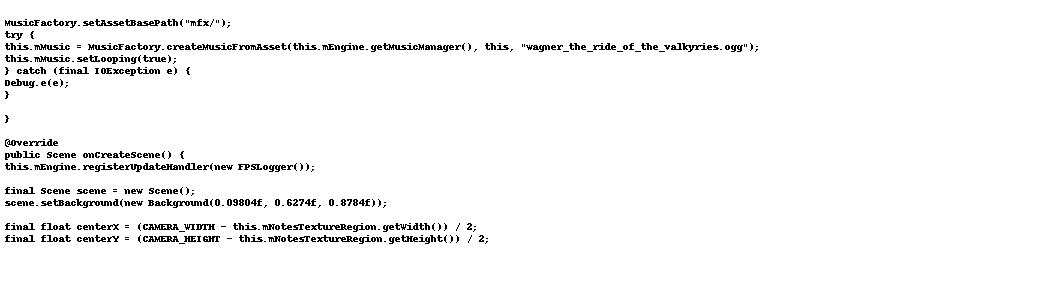 MusicFactory.setAssetBasePath("mfx/");
try {
this.mMusic = MusicFactory.createMusicFromAsset(this.mEngine.getMusicManager(), this, "wagner_the_ride_of_the_valkyries.ogg");
this.mMusic.setLooping(true);
} catch (final IOException e) {
Debug.e(e);
}

}

@Override
public Scene onCreateScene() {
this.mEngine.registerUpdateHandler(new FPSLogger());

final Scene scene = new Scene();
scene.setBackground(new Background(0.09804f, 0.6274f, 0.8784f));

final float centerX = (CAMERA_WIDTH - this.mNotesTextureRegion.getWidth()) / 2;
final float centerY = (CAMERA_HEIGHT - this.mNotesTextureRegion.getHeight()) / 2;